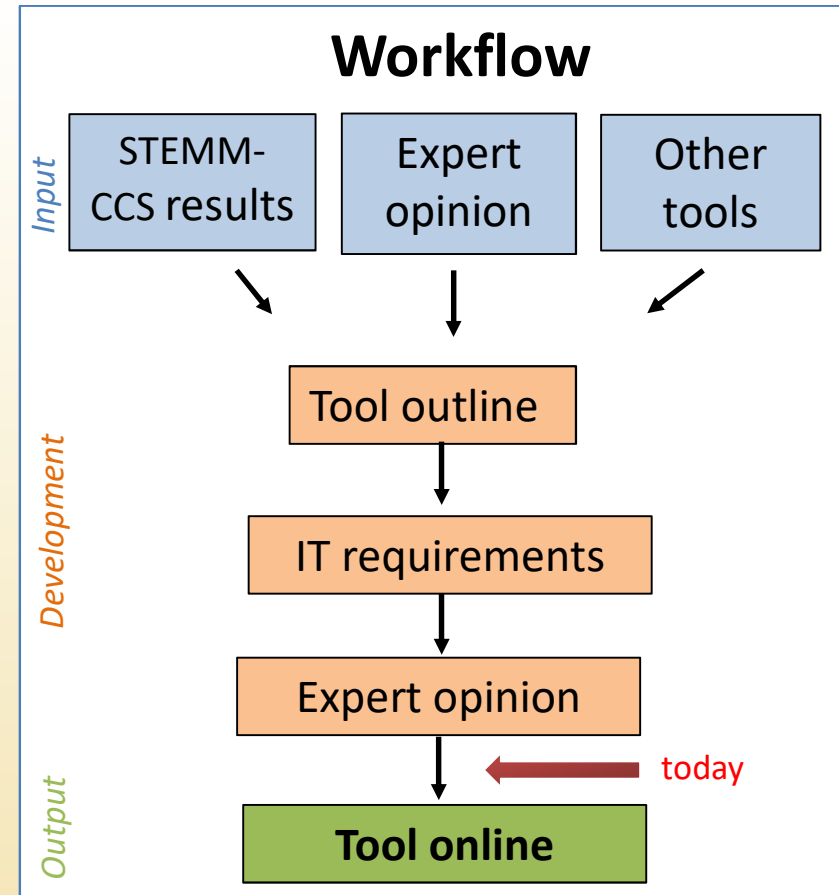 Workflow
Input
STEMM-
CCS results
Expert
opinion
Other
tools
Development
Tool outline
IT requirements
Expert opinion
today
Output
Tool online